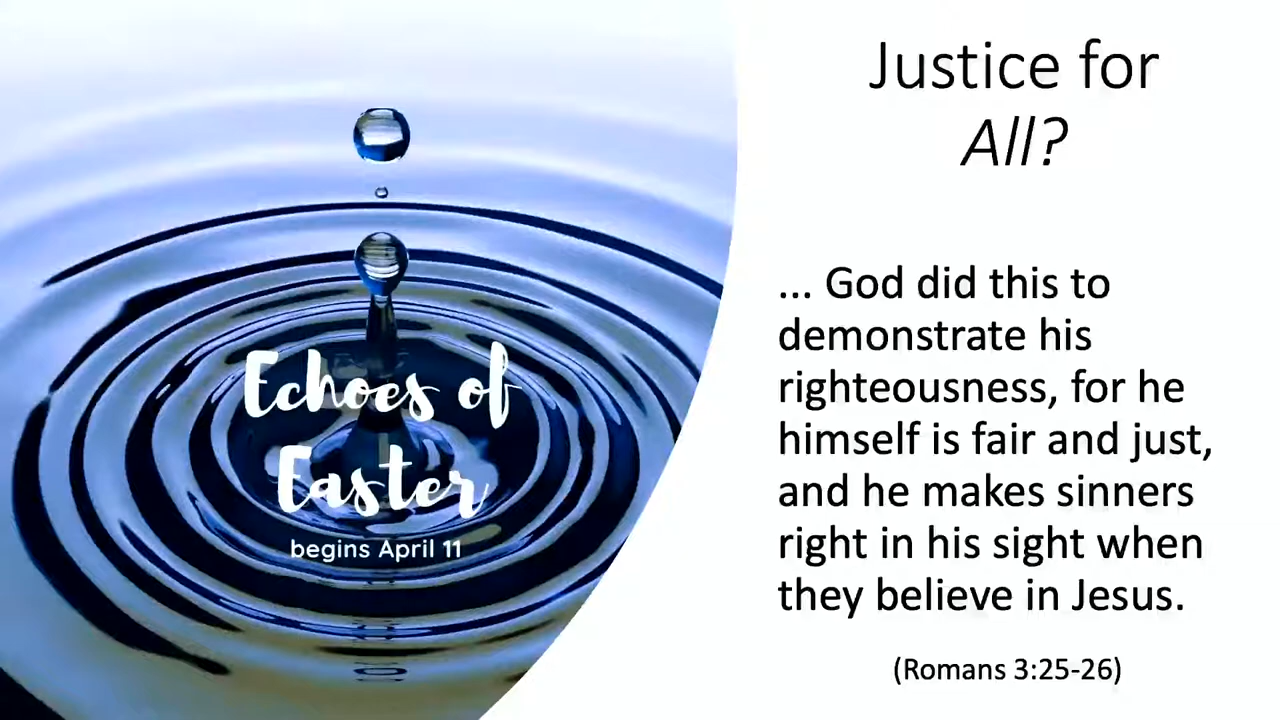 Justice for
All?
Echoes of
Easter
begins April 11
... God did this to
demonstrate his
righteousness, for he
himself is fair and just,
and he makes sinners
right in his sight when
they believe in Jesus.
(Romans 3:25-26)